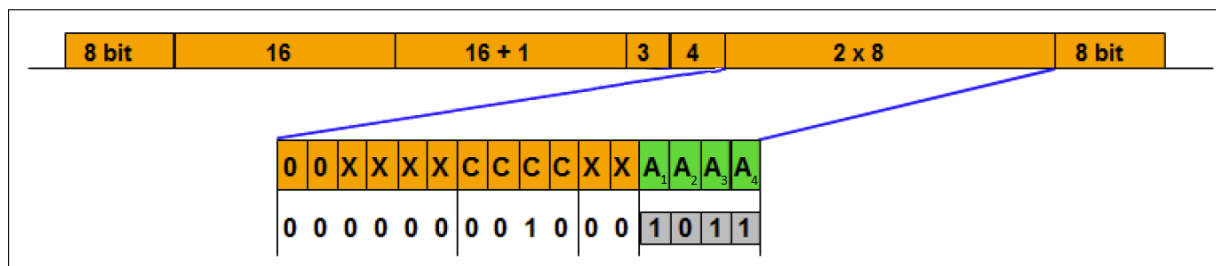 8 bit 16 16 + 1 3 4 2 x 8 8 bit
0 0 X X X X C C C C X X A1 A2 A3 A4
0 0 0 0 0 0 0 0 1 0 0 0 1 0 1 1